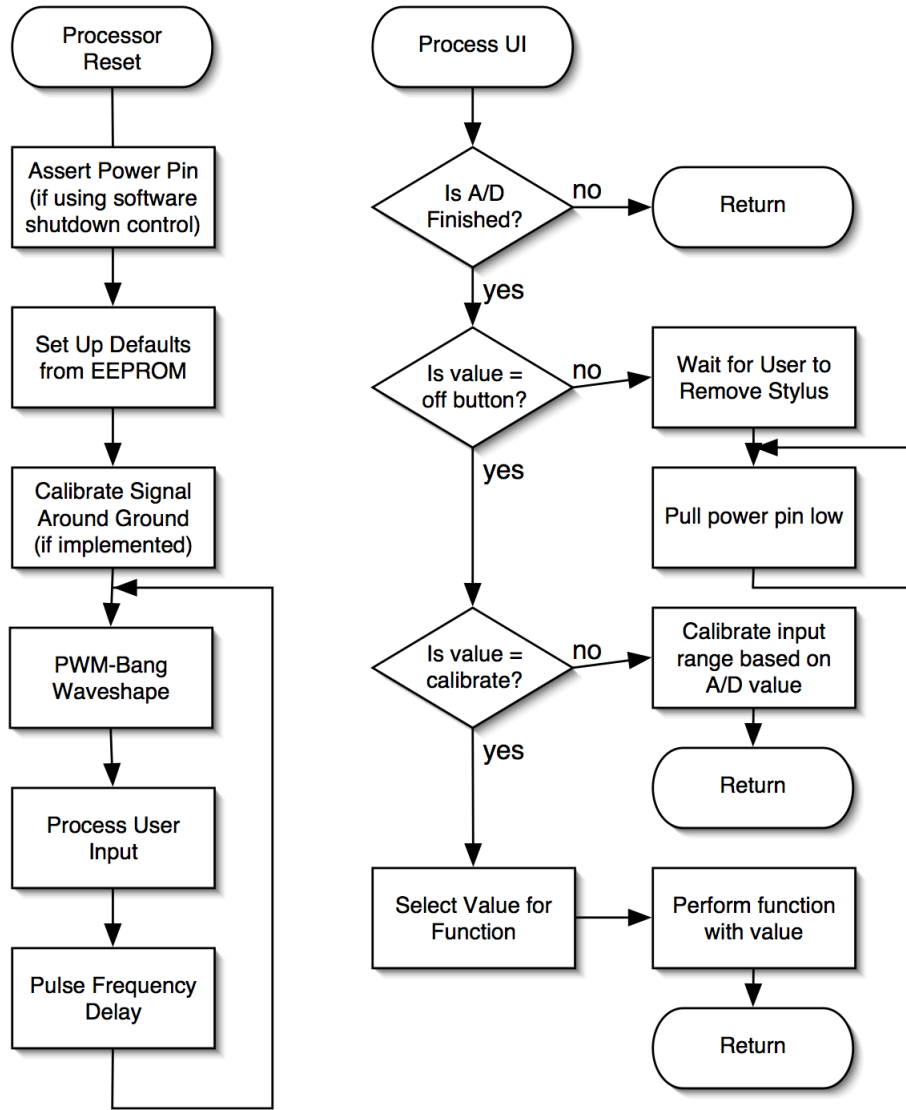 Processor
Reset
Assert Power Pin
(if using software
shutdown control)
Set Up Defaults
from EEPROM
Calibrate Signal
Around Ground
(if implemented)
PWM-Bang
Waveshape
Process User
Input
Pulse Frequency
Delay
Process UI
Is A/D
Finished?
no
Return
yes
Is value =
off button?
no
Wait for User to
Remove Stylus
Pull power pin low
yes
Is value =
calibrate?
no
Calibrate input
range based on
A/D value
Return
yes
Select Value for
Function
Perform function
with value
Return